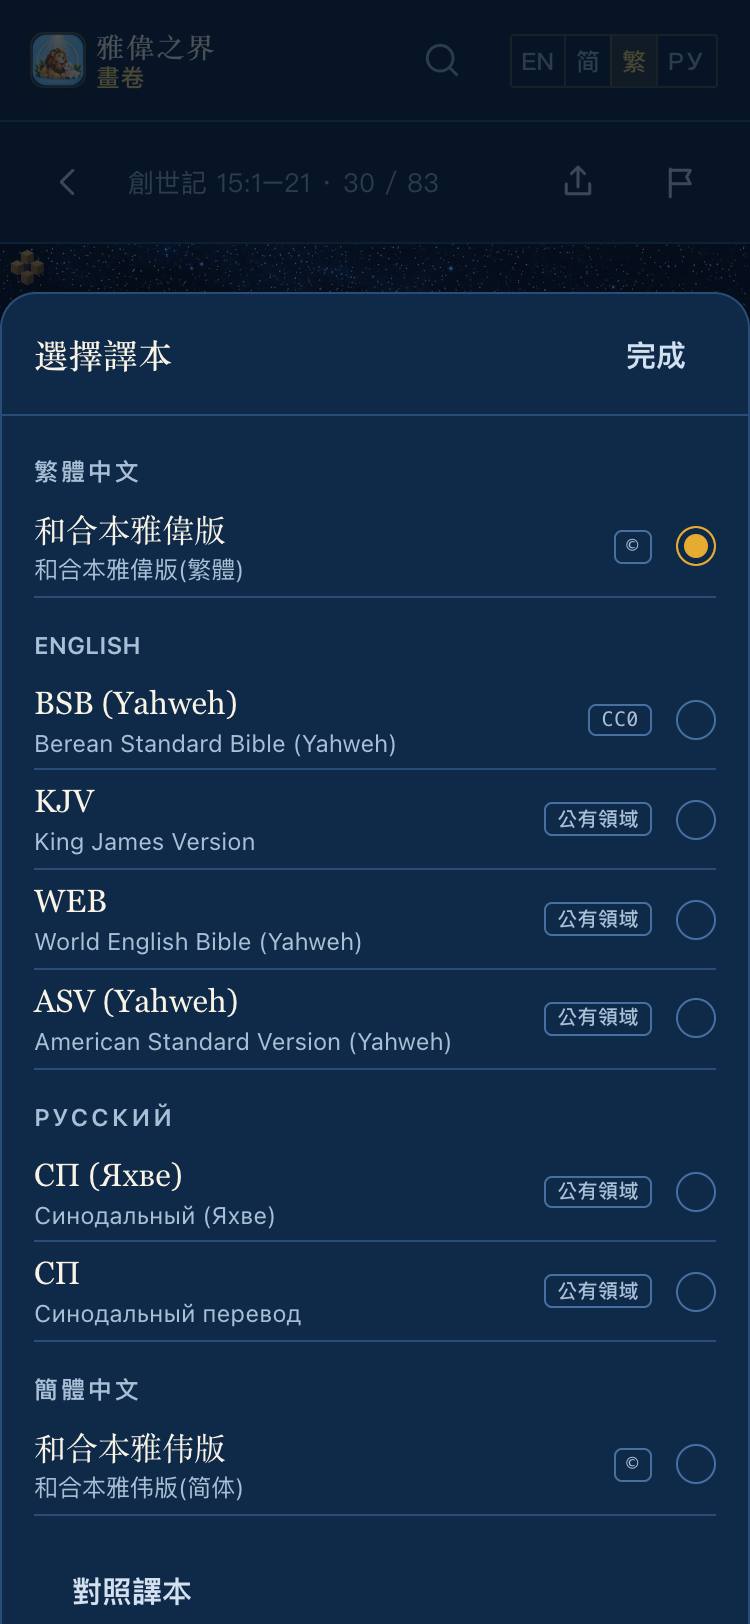 雅偉之界
畫卷
EN 简 繁 РУ
創世記 15:1—21 · 30 / 83
選擇譯本
完成
繁體中文
和合本雅偉版
和合本雅偉版(繁體)
©
ENGLISH
BSB (Yahweh)
Berean Standard Bible (Yahweh)
CC0
KJV
King James Version
公有領域
WEB
World English Bible (Yahweh)
公有領域
ASV (Yahweh)
American Standard Version (Yahweh)
公有領域
РУССКИЙ
СП (Яхве)
Синодальный (Яхве)
公有領域
СП
Синодальный перевод
公有領域
簡體中文
和合本雅伟版
和合本雅伟版(简体)
©
對照譯本